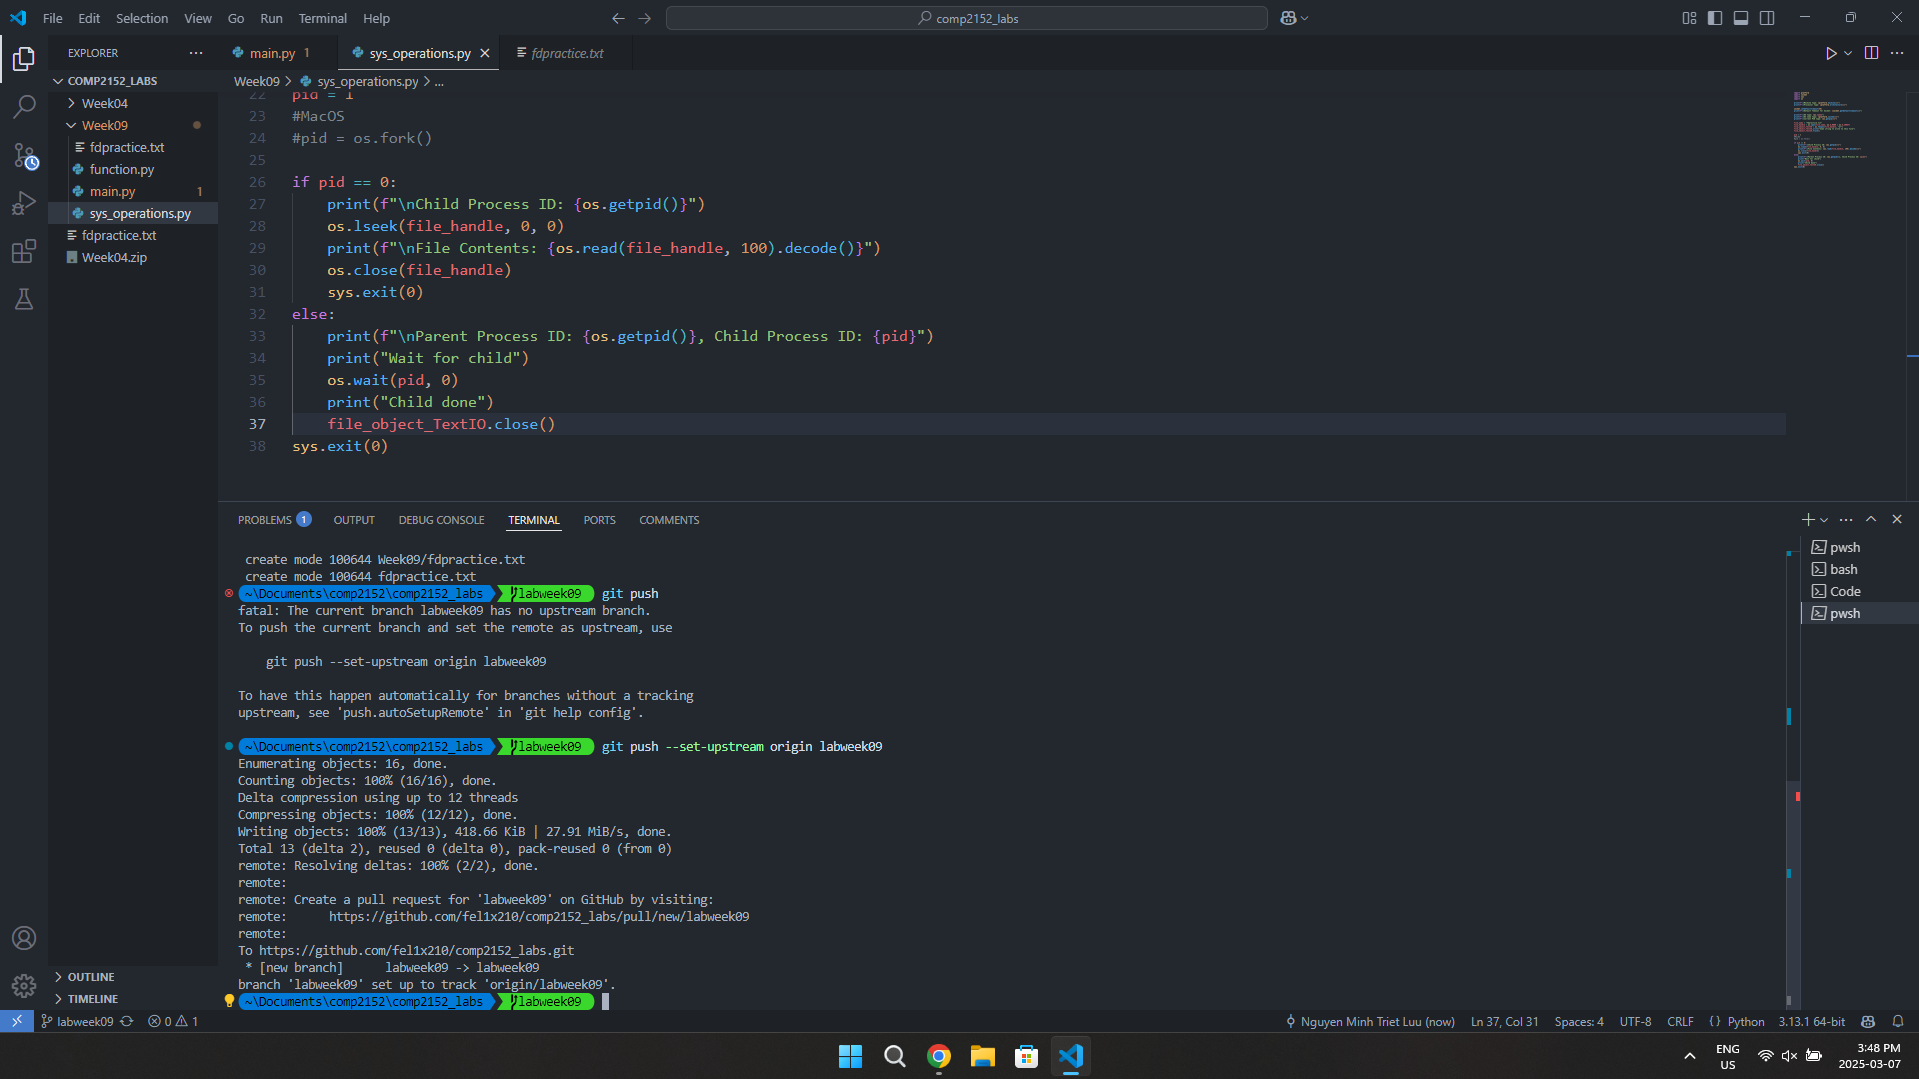 File Edit Selection View Go Run Terminal Help
comp2152_labs
EXPLORER
main.py 1
sys_operations.py
fdpractice.txt
COMP2152_LABS
Week04
Week09
fdpractice.txt
function.py
main.py 1
sys_operations.py
fdpractice.txt
Week04.zip
OUTLINE
TIMELINE
Week09 > sys_operations.py > ...
22 pid = 1
23 #MacOS
24 #pid = os.fork()
25
26 if pid == 0:
27 print(f"\nChild Process ID: {os.getpid()}")
28 os.lseek(file_handle, 0, 0)
29 print(f"\nFile Contents: {os.read(file_handle, 100).decode()}")
30 os.close(file_handle)
31 sys.exit(0)
32 else:
33 print(f"\nParent Process ID: {os.getpid()}, Child Process ID: {pid}")
34 print("Wait for child")
35 os.wait(pid, 0)
36 print("Child done")
37 file_object_TextIO.close()
38 sys.exit(0)
PROBLEMS 1 OUTPUT DEBUG CONSOLE TERMINAL PORTS COMMENTS
create mode 100644 Week09/fdpractice.txt
create mode 100644 fdpractice.txt
~\Documents\comp2152\comp2152_labs labweek09 git push
fatal: The current branch labweek09 has no upstream branch.
To push the current branch and set the remote as upstream, use
git push --set-upstream origin labweek09
To have this happen automatically for branches without a tracking
upstream, see 'push.autoSetupRemote' in 'git help config'.
~\Documents\comp2152\comp2152_labs labweek09 git push --set-upstream origin labweek09
Enumerating objects: 16, done.
Counting objects: 100% (16/16), done.
Delta compression using up to 12 threads
Compressing objects: 100% (12/12), done.
Writing objects: 100% (13/13), 418.66 KiB | 27.91 MiB/s, done.
Total 13 (delta 2), reused 0 (delta 0), pack-reused 0 (from 0)
remote: Resolving deltas: 100% (2/2), done.
remote:
remote: Create a pull request for 'labweek09' on GitHub by visiting:
remote: https://github.com/fel1x210/comp2152_labs/pull/new/labweek09
remote:
To https://github.com/fel1x210/comp2152_labs.git
* [new branch] labweek09 -> labweek09
branch 'labweek09' set up to track 'origin/labweek09'.
~\Documents\comp2152\comp2152_labs labweek09
pwsh
bash
Code
pwsh
labweek09 0 1 Nguyen Minh Triet Luu (now) Ln 37, Col 31 Spaces: 4 UTF-8 CRLF {} Python 3.13.1 64-bit
ENG
US
3:48 PM
2025-03-07